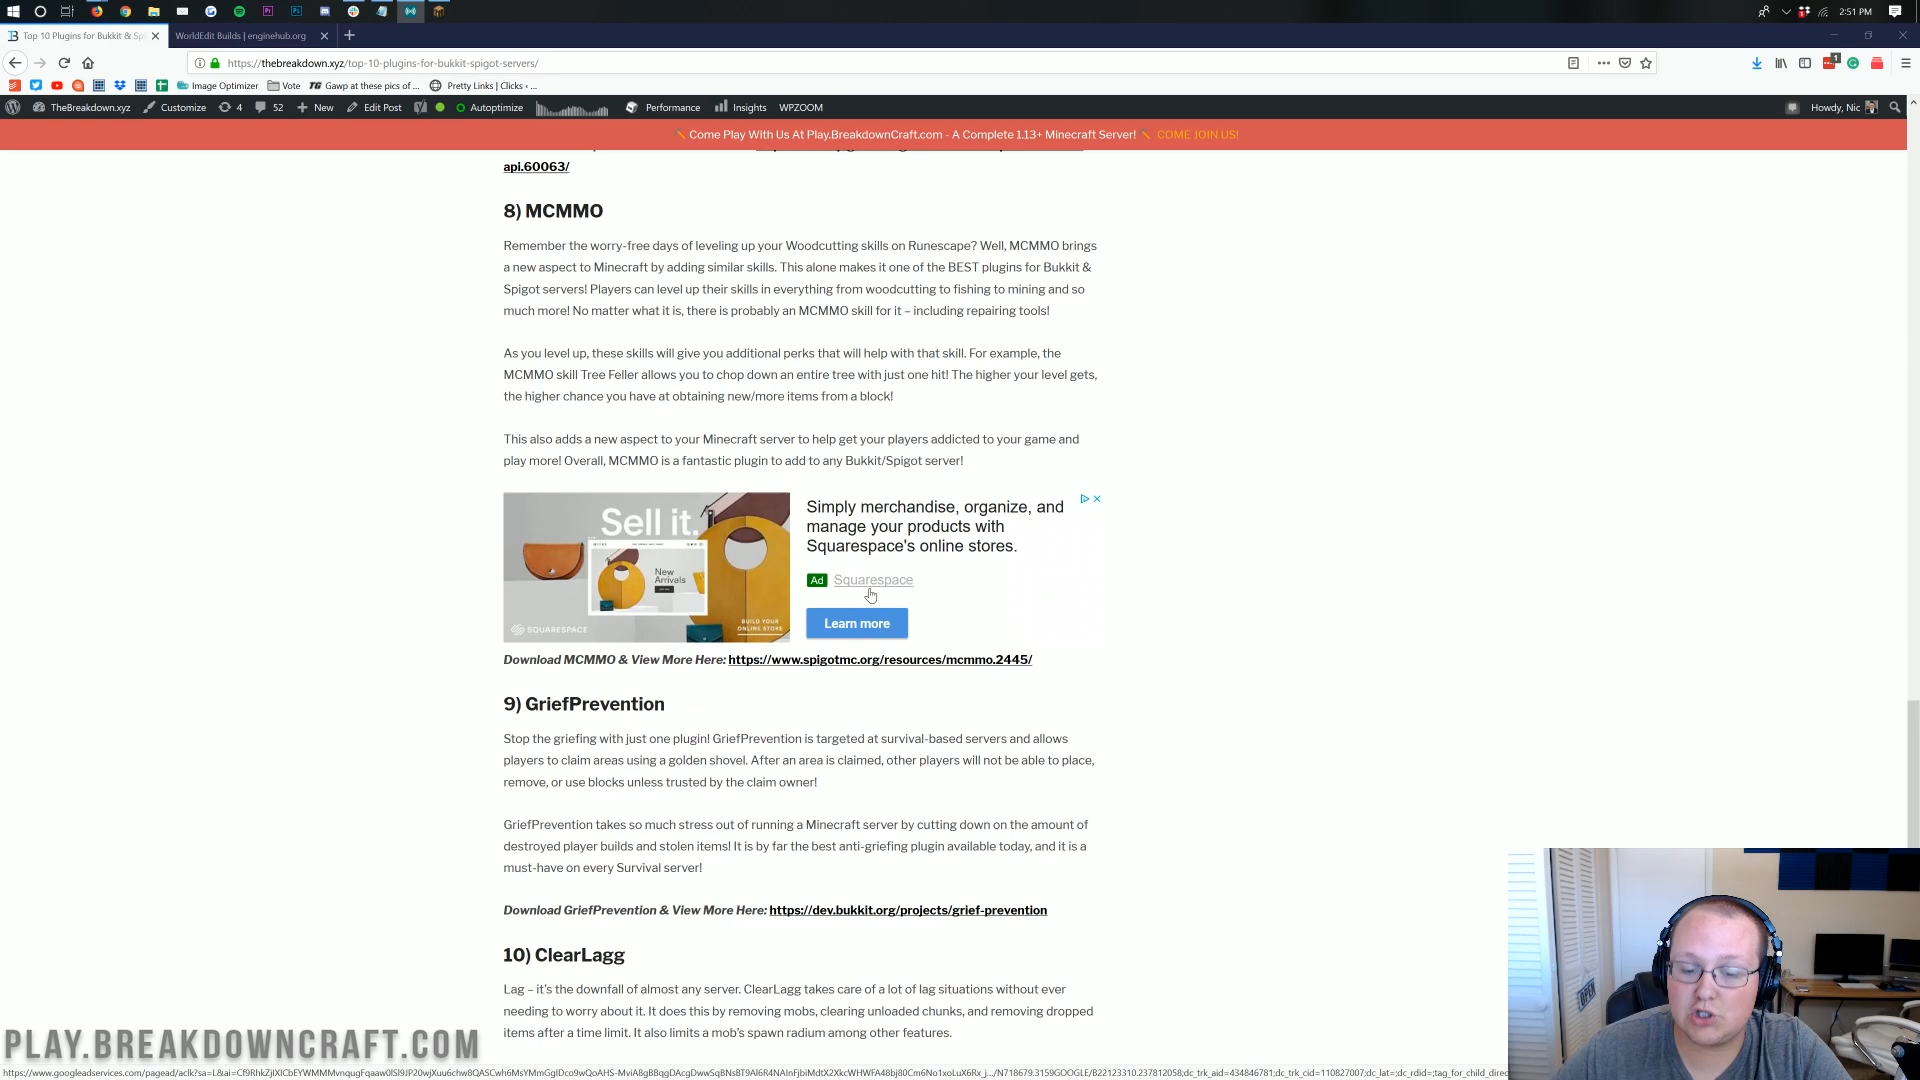 2:51 PM
Top 10 Plugins for Bukkit & Sp
WorldEdit Builds | enginehub.org
https://thebreakdown.xyz/top-10-plugins-for-bukkit-spigot-servers/
Image Optimizer
Vote
TG Gawp at these pics of ...
Pretty Links | Clicks ‹ ...
TheBreakdown.xyz
Customize
4
52
New
Edit Post
Autoptimize
Performance
Insights
WPZOOM
Howdy, Nic
Come Play With Us At Play.BreakdownCraft.com - A Complete 1.13+ Minecraft Server!
COME JOIN US!
api.60063/
8) MCMMO
Remember the worry-free days of leveling up your Woodcutting skills on Runescape? Well, MCMMO brings
a new aspect to Minecraft by adding similar skills. This alone makes it one of the BEST plugins for Bukkit &
Spigot servers! Players can level up their skills in everything from woodcutting to fishing to mining and so
much more! No matter what it is, there is probably an MCMMO skill for it – including repairing tools!
As you level up, these skills will give you additional perks that will help with that skill. For example, the
MCMMO skill Tree Feller allows you to chop down an entire tree with just one hit! The higher your level gets,
the higher chance you have at obtaining new/more items from a block!
This also adds a new aspect to your Minecraft server to help get your players addicted to your game and
play more! Overall, MCMMO is a fantastic plugin to add to any Bukkit/Spigot server!
Sell it.
New
Arrivals
SQUARESPACE
BUILD YOUR
ONLINE STORE
Simply merchandise, organize, and
manage your products with
Squarespace's online stores.
Ad Squarespace
Learn more
Download MCMMO & View More Here: https://www.spigotmc.org/resources/mcmmo.2445/
9) GriefPrevention
Stop the griefing with just one plugin! GriefPrevention is targeted at survival-based servers and allows
players to claim areas using a golden shovel. After an area is claimed, other players will not be able to place,
remove, or use blocks unless trusted by the claim owner!
GriefPrevention takes so much stress out of running a Minecraft server by cutting down on the amount of
destroyed player builds and stolen items! It is by far the best anti-griefing plugin available today, and it is a
must-have on every Survival server!
Download GriefPrevention & View More Here: https://dev.bukkit.org/projects/grief-prevention
10) ClearLagg
Lag – it's the downfall of almost any server. ClearLagg takes care of a lot of lag situations without ever
needing to worry about it. It does this by removing mobs, clearing unloaded chunks, and removing dropped
items after a time limit. It also limits a mob's spawn radium among other features.
OPEN
PLAY.BREAKDOWNCRAFT.COM